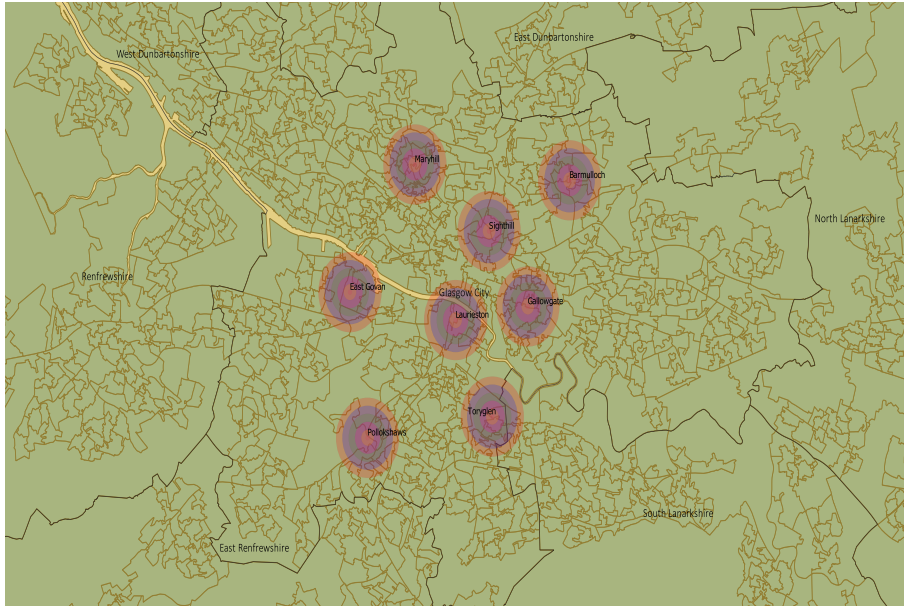 East Dunbartonshire
West Dunbartonshire
Maryhill
Barmulloch
North Lanarkshire
Sighthill
Renfrewshire
East Govan
Glasgow City
Gallowgate
Laurieston
Toryglen
Pollokshaws
South Lanarkshire
East Renfrewshire